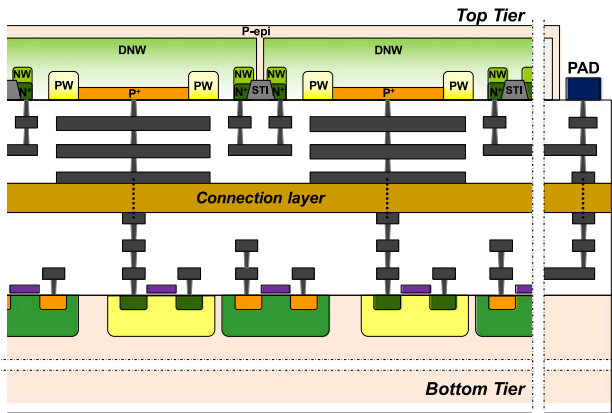 Top Tier
P-epi
DNW
DNW
PAD
NW
PW
PW
NW
NW
PW
PW
NW
N+
P+
N+
STI
N+
P+
N+
STI
Connection layer
Bottom Tier